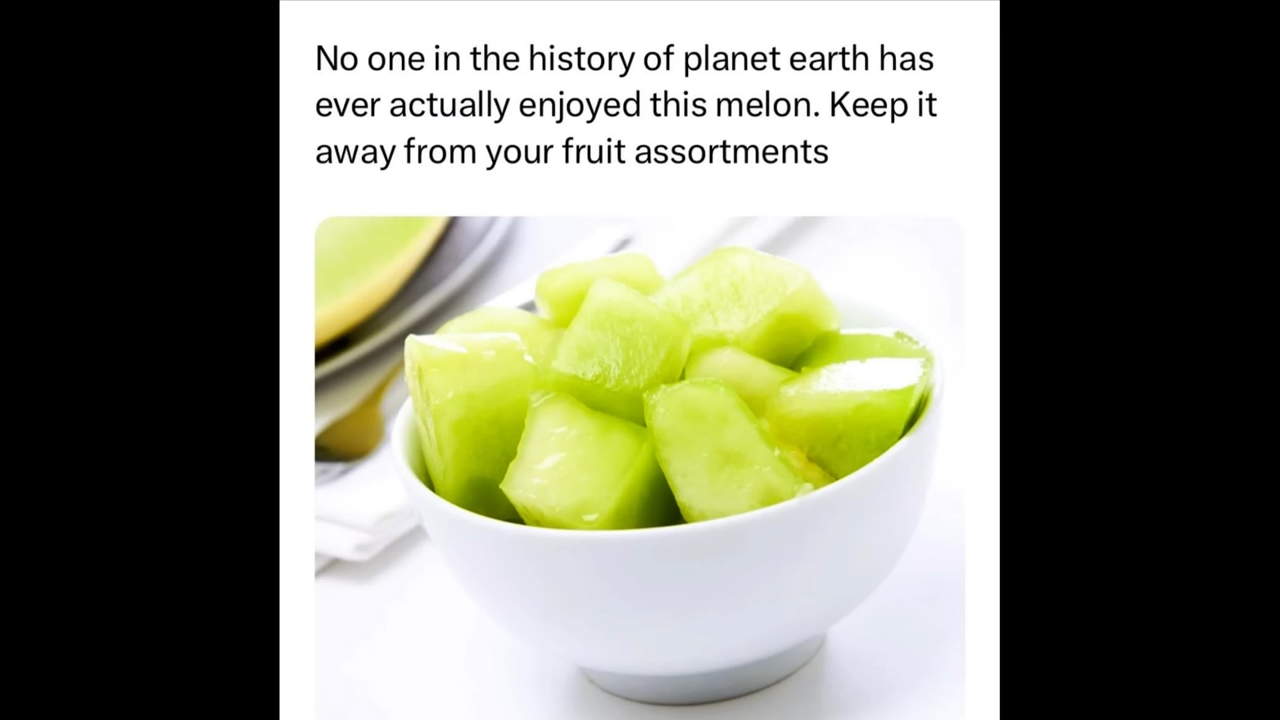 No one in the history of planet earth has
ever actually enjoyed this melon. Keep it
away from your fruit assortments